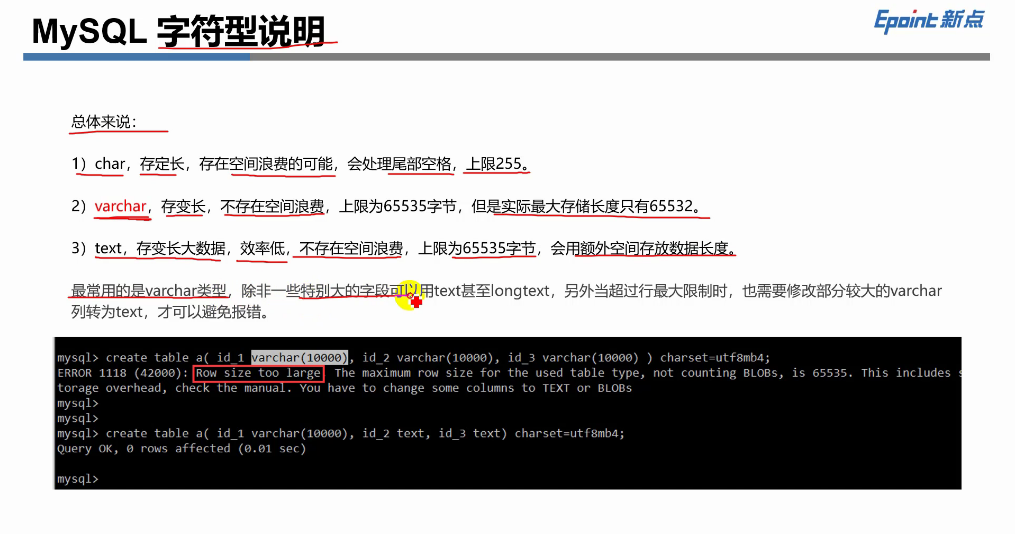 MySQL 字符型说明
Epoint 新点
总体来说：
1）char，存定长，存在空间浪费的可能，会处理尾部空格，上限255。
2）varchar，存变长，不存在空间浪费，上限为65535字节，但是实际最大存储长度只有65532。
3）text，存变长大数据，效率低，不存在空间浪费，上限为65535字节，会用额外空间存放数据长度。
最常用的是varchar类型，除非一些特别大的字段可以用text甚至longtext，另外当超过行最大限制时，也需要修改部分较大的varchar
列转为text，才可以避免报错。
mysql> create table a( id_1 varchar(10000), id_2 varchar(10000), id_3 varchar(10000) ) charset=utf8mb4;
ERROR 1118 (42000): Row size too large. The maximum row size for the used table type, not counting BLOBs, is 65535. This includes s
torage overhead, check the manual. You have to change some columns to TEXT or BLOBs
mysql>
mysql>
mysql> create table a( id_1 varchar(10000), id_2 text, id_3 text) charset=utf8mb4;
Query OK, 0 rows affected (0.01 sec)
mysql>